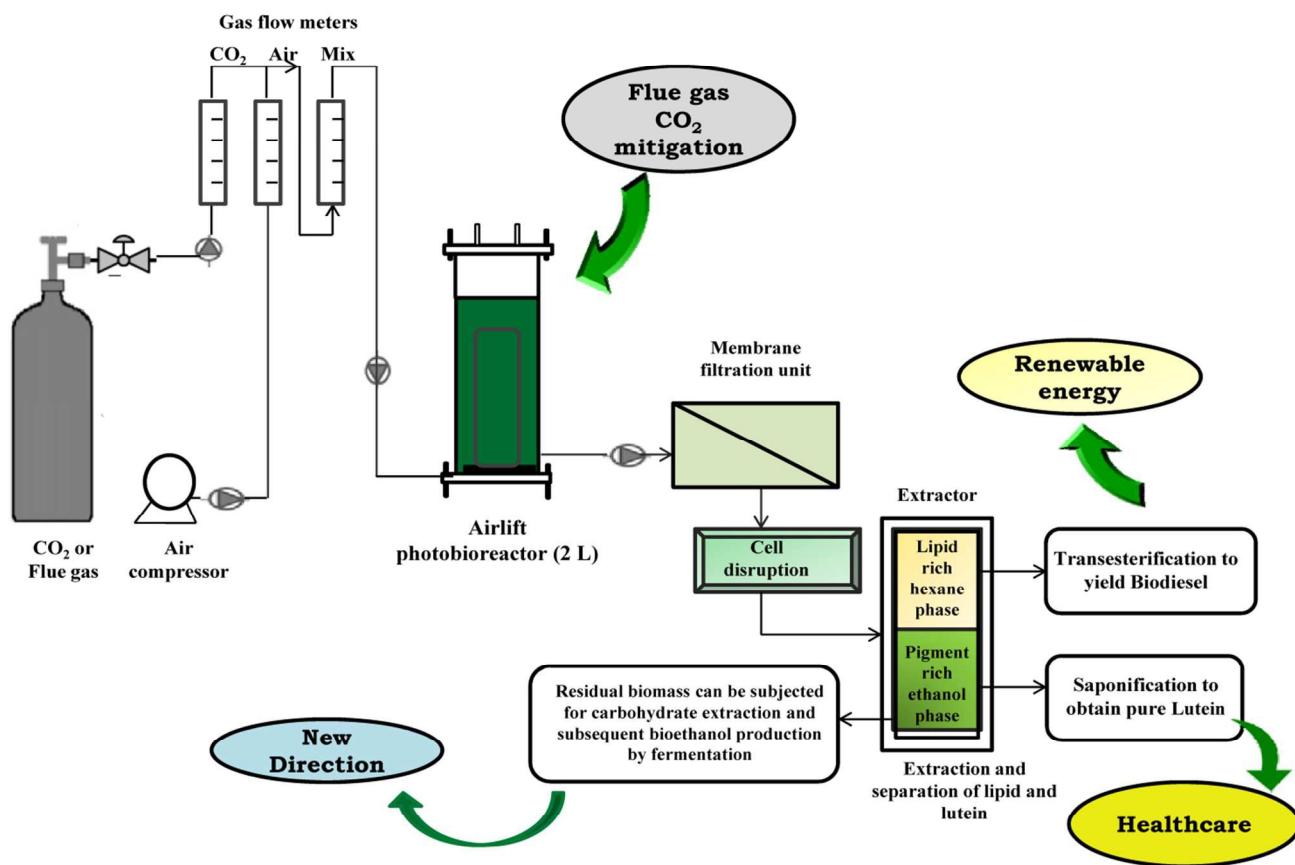 Gas flow meters
CO₂ Air Mix
Flue gas
CO₂
mitigation
CO₂ or
Flue gas
Air
compressor
Airlift
photobioreactor (2 L)
Membrane
filtration unit
Cell
disruption
Extractor
Lipid
rich
hexane
phase
Pigment
rich
ethanol
phase
Extraction and
separation of lipid and
lutein
Renewable
energy
Transesterification to
yield Biodiesel
Saponification to
obtain pure Lutein
Healthcare
Residual biomass can be subjected
for carbohydrate extraction and
subsequent bioethanol production
by fermentation
New
Direction